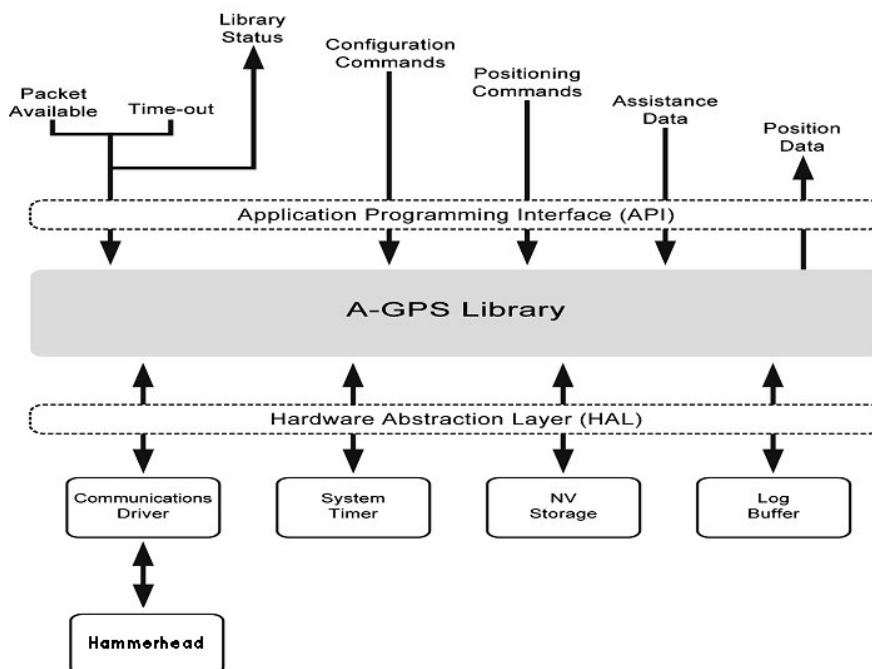 Library
Status
Configuration
Commands
Positioning
Commands
Packet
Available
Time-out
Assistance
Data
Position
Data
Application Programming Interface (API)
A-GPS Library
Hardware Abstraction Layer (HAL)
Communications
Driver
System
Timer
NV
Storage
Log
Buffer
Hammerhead